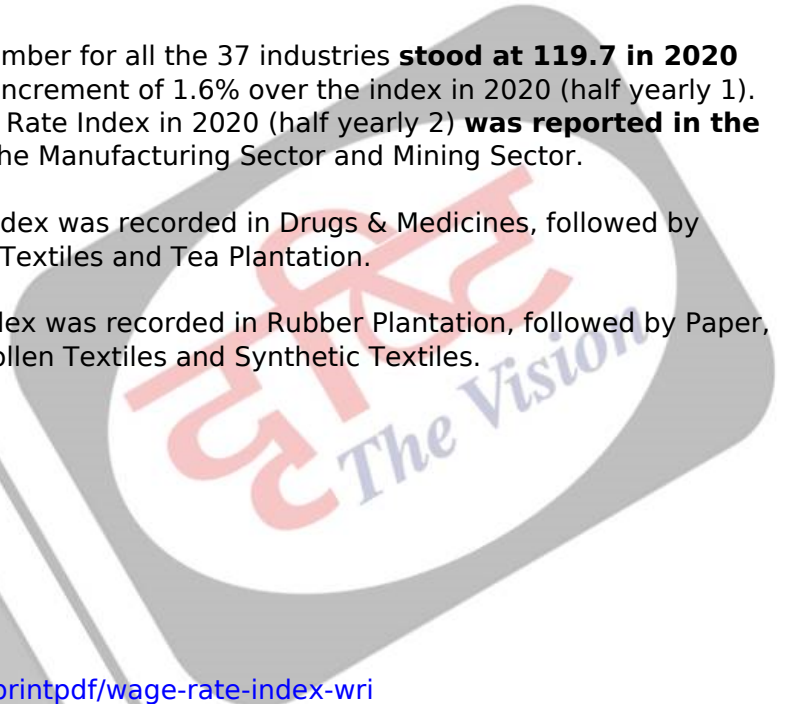 mber for all the 37 industries stood at 119.7 in 2020
ncrement of 1.6% over the index in 2020 (half yearly 1).
Rate Index in 2020 (half yearly 2) was reported in the
he Manufacturing Sector and Mining Sector.
dex was recorded in Drugs & Medicines, followed by
Textiles and Tea Plantation.
dex was recorded in Rubber Plantation, followed by Paper,
ollen Textiles and Synthetic Textiles.
दृष्टि
The Vision
printpdf/wage-rate-index-wri